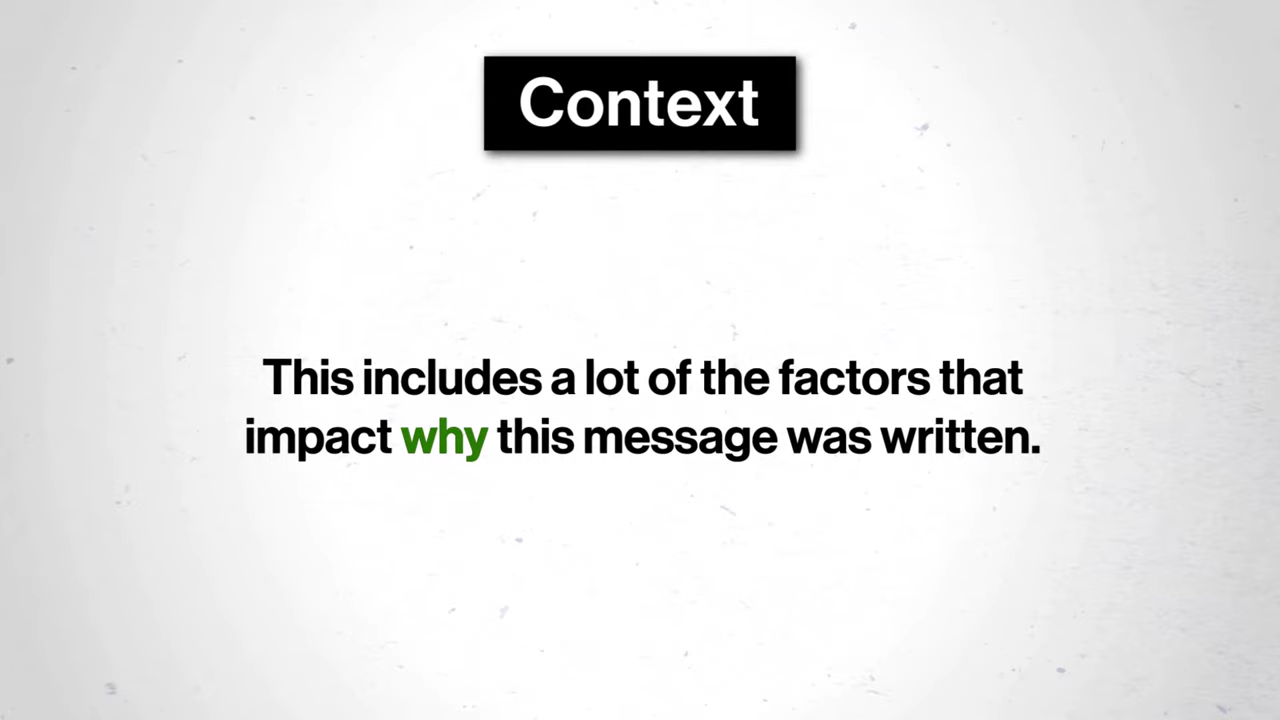 Context
This includes a lot of the factors that
impact why this message was written.